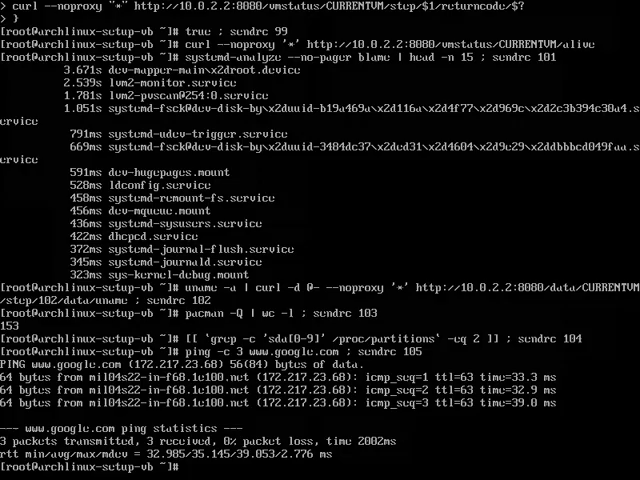 > curl --noproxy "*" http://10.0.2.2:8080/vmstatus/CURRENTVM/step/$1/returncode/$?
> }
[root@archlinux-setup-vb ~]# true ; sendrc 99
[root@archlinux-setup-vb ~]# curl --noproxy '*' http://10.0.2.2:8080/vmstatus/CURRENTVM/alive
[root@archlinux-setup-vb ~]# systemd-analyze --no-pager blame | head -n 15 ; sendrc 101
3.671s dev-mapper-main\x2droot.device
2.539s lvm2-monitor.service
1.781s lvm2-pvscan@254:0.service
1.051s systemd-fsck@dev-disk-by\x2duuid-b19a469a\x2d116a\x2d4f77\x2d969c\x2d2c3b394c30a4.s
ervice
791ms systemd-udev-trigger.service
669ms systemd-fsck@dev-disk-by\x2duuid-3484dc37\x2dcd31\x2d4604\x2d9c29\x2ddbbbcd049faa.s
ervice
591ms dev-hugepages.mount
528ms ldconfig.service
458ms systemd-remount-fs.service
456ms dev-mqueue.mount
436ms systemd-sysusers.service
422ms dhcpcd.service
372ms systemd-journal-flush.service
345ms systemd-journald.service
323ms sys-kernel-debug.mount
[root@archlinux-setup-vb ~]# uname -a | curl -d @- --noproxy '*' http://10.0.2.2:8080/data/CURRENTVM
/step/102/data/uname ; sendrc 102
[root@archlinux-setup-vb ~]# pacman -Q | wc -l ; sendrc 103
153
[root@archlinux-setup-vb ~]# [[ `grep -c 'sda[0-9]' /proc/partitions` -eq 2 ]] ; sendrc 104
[root@archlinux-setup-vb ~]# ping -c 3 www.google.com ; sendrc 105
PING www.google.com (172.217.23.68) 56(84) bytes of data.
64 bytes from mil04s22-in-f68.1e100.net (172.217.23.68): icmp_seq=1 ttl=63 time=33.3 ms
64 bytes from mil04s22-in-f68.1e100.net (172.217.23.68): icmp_seq=2 ttl=63 time=32.9 ms
64 bytes from mil04s22-in-f68.1e100.net (172.217.23.68): icmp_seq=3 ttl=63 time=39.0 ms
--- www.google.com ping statistics ---
3 packets transmitted, 3 received, 0% packet loss, time 2002ms
rtt min/avg/max/mdev = 32.985/35.145/39.053/2.776 ms
[root@archlinux-setup-vb ~]#